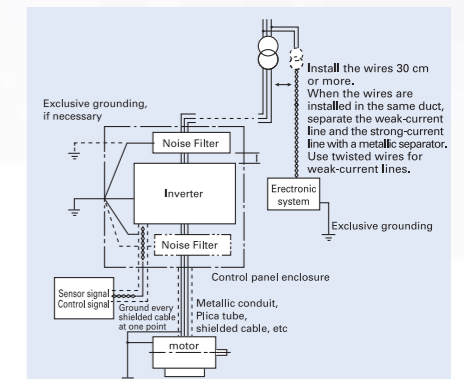 Install the wires 30 cm
or more.
When the wires are
installed in the same duct,
separate the weak-current
line and the strong-current
line with a metallic separator.
Use twisted wires for
weak-current lines.
Exclusive grounding,
if necessary
Noise Filter
Inverter
Erectronic
system
Exclusive grounding
Noise Filter
Control panel enclosure
Sensor signal
Control signal
Ground every
shielded cable
at one point
Metallic conduit,
Plica tube,
shielded cable, etc
motor